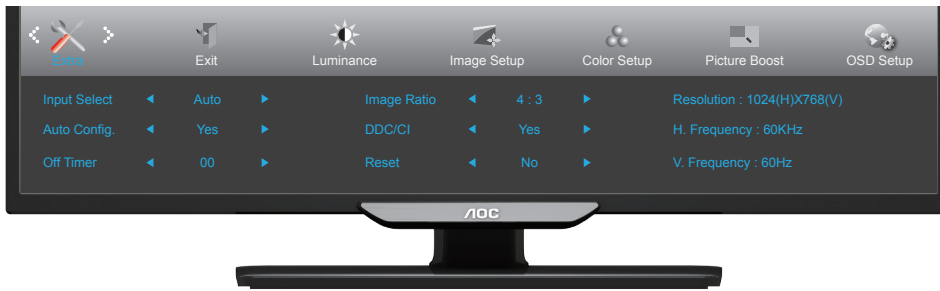 Extra Exit Luminance Image Setup Color Setup Picture Boost OSD Setup
Input Select Auto Image Ratio 4 : 3 Resolution : 1024(H)X768(V)
Auto Config. Yes DDC/CI Yes H. Frequency : 60KHz
Off Timer 00 Reset No V. Frequency : 60Hz
AOC